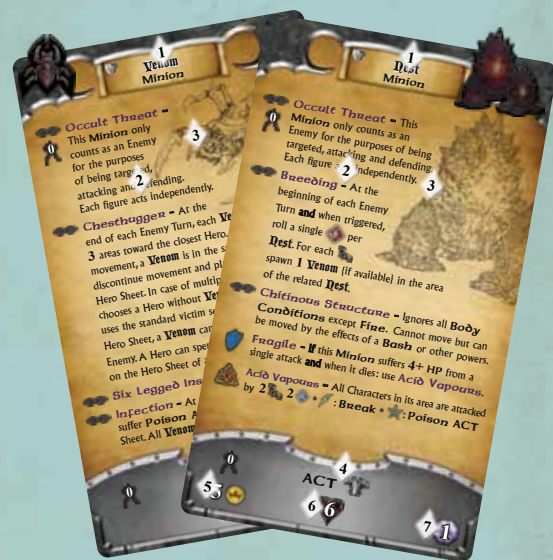 1
Venom
Minion
Occult Threat -
0
This Minion only
counts as an Enemy
for the purposes
of being targeted,
attacking and defending.
Each figure acts independently.
3
2
Chesthugger - At the
end of each Enemy Turn, each
3 areas toward the closest Hero.
movement, a Venom is in the
discontinue movement and
Hero Sheet. In case of
chooses a Hero without
uses the standard victim
Hero Sheet, a Venom can
Enemy. A Hero can
on the Hero Sheet of
Six Legged
Infection - At
suffer Poison
Sheet. All Venom
0
0
5
1
Nest
Minion
Occult Threat - This
0
Minion only counts as an
Enemy for the purposes of being
targeted, attacking and defending.
Each figure acts independently.
2
3
Breeding - At the
beginning of each Enemy
Turn and when triggered,
roll a single per
Nest. For each
spawn 1 Venom (if available) in the area
of the related Nest.
Chitinous Structure - Ignores all Body
Conditions except Fire. Cannot move but can
be moved by the effects of a Bash or other powers.
Fragile - If this Minion suffers 4+ HP from a
single attack and when it dies: use Acid Vapours.
Acid Vapours - All Characters in its area are attacked
by 2 2 • : Break • : Poison ACT
0
4
ACT
6 6
7 1